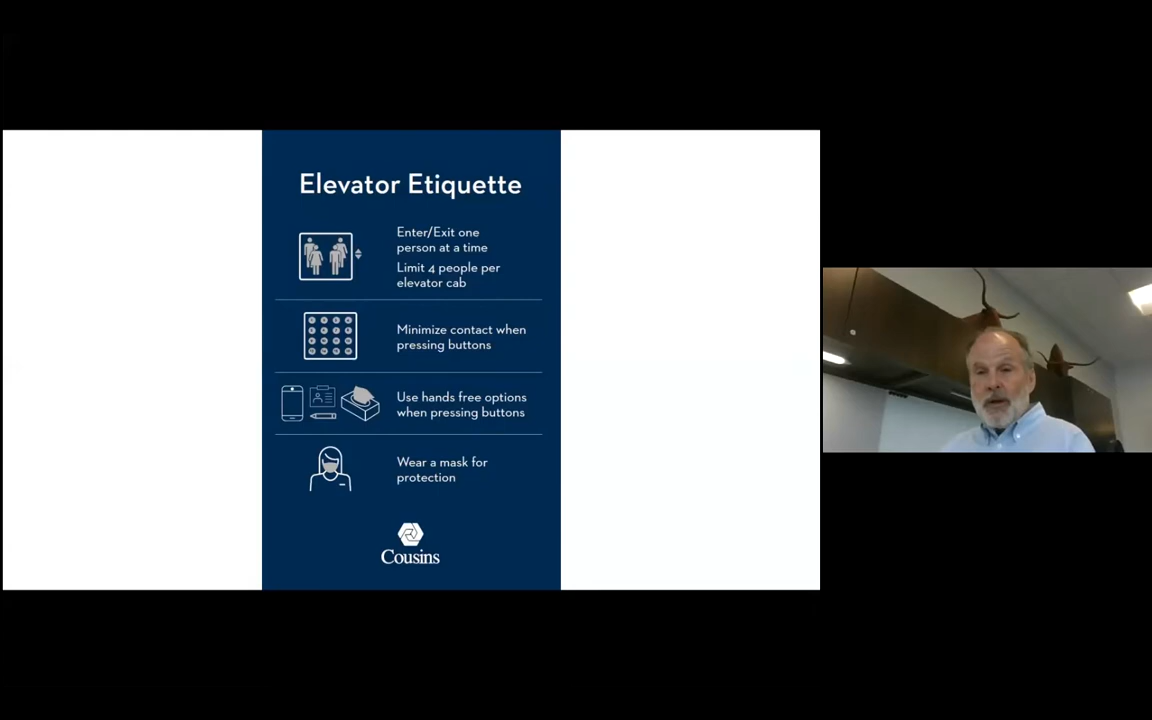 Elevator Etiquette
Enter/Exit one
person at a time
Limit 4 people per
elevator cab
Minimize contact when
pressing buttons
Use hands free options
when pressing buttons
Wear a mask for
protection
Cousins